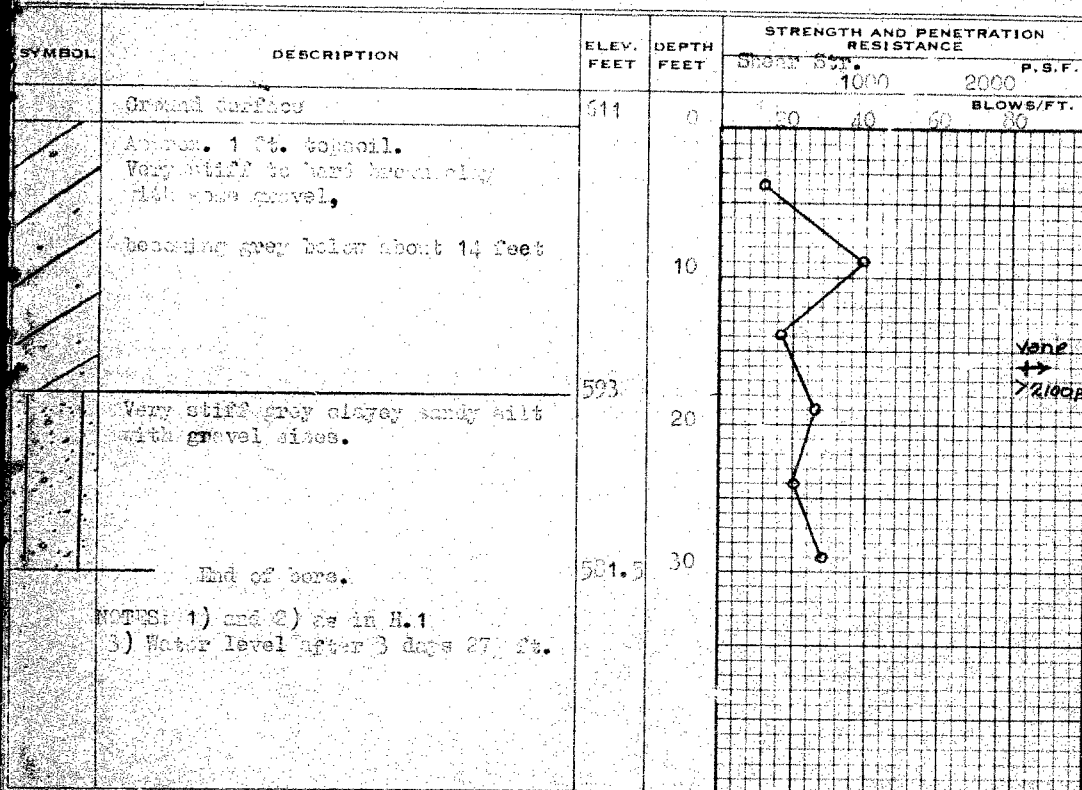 SYMBOL
DESCRIPTION
ELEV. FEET
DEPTH FEET
STRENGTH AND PENETRATION RESISTANCE
Shear Str.
P.S.F.
1000 2000
BLOWS/FT.
20 40 60 80
Ground Surface 611 0
Approx. 1 ft. topsoil.
Very stiff to hard brown clay
with some gravel,
becoming grey below about 14 feet
10
vane
>2100P
593
Very stiff grey clayey sandy silt
with gravel sizes.
20
End of bore. 581.5 30
NOTES: 1) and 2) as in H.1
3) Water level after 3 days 27 ft.